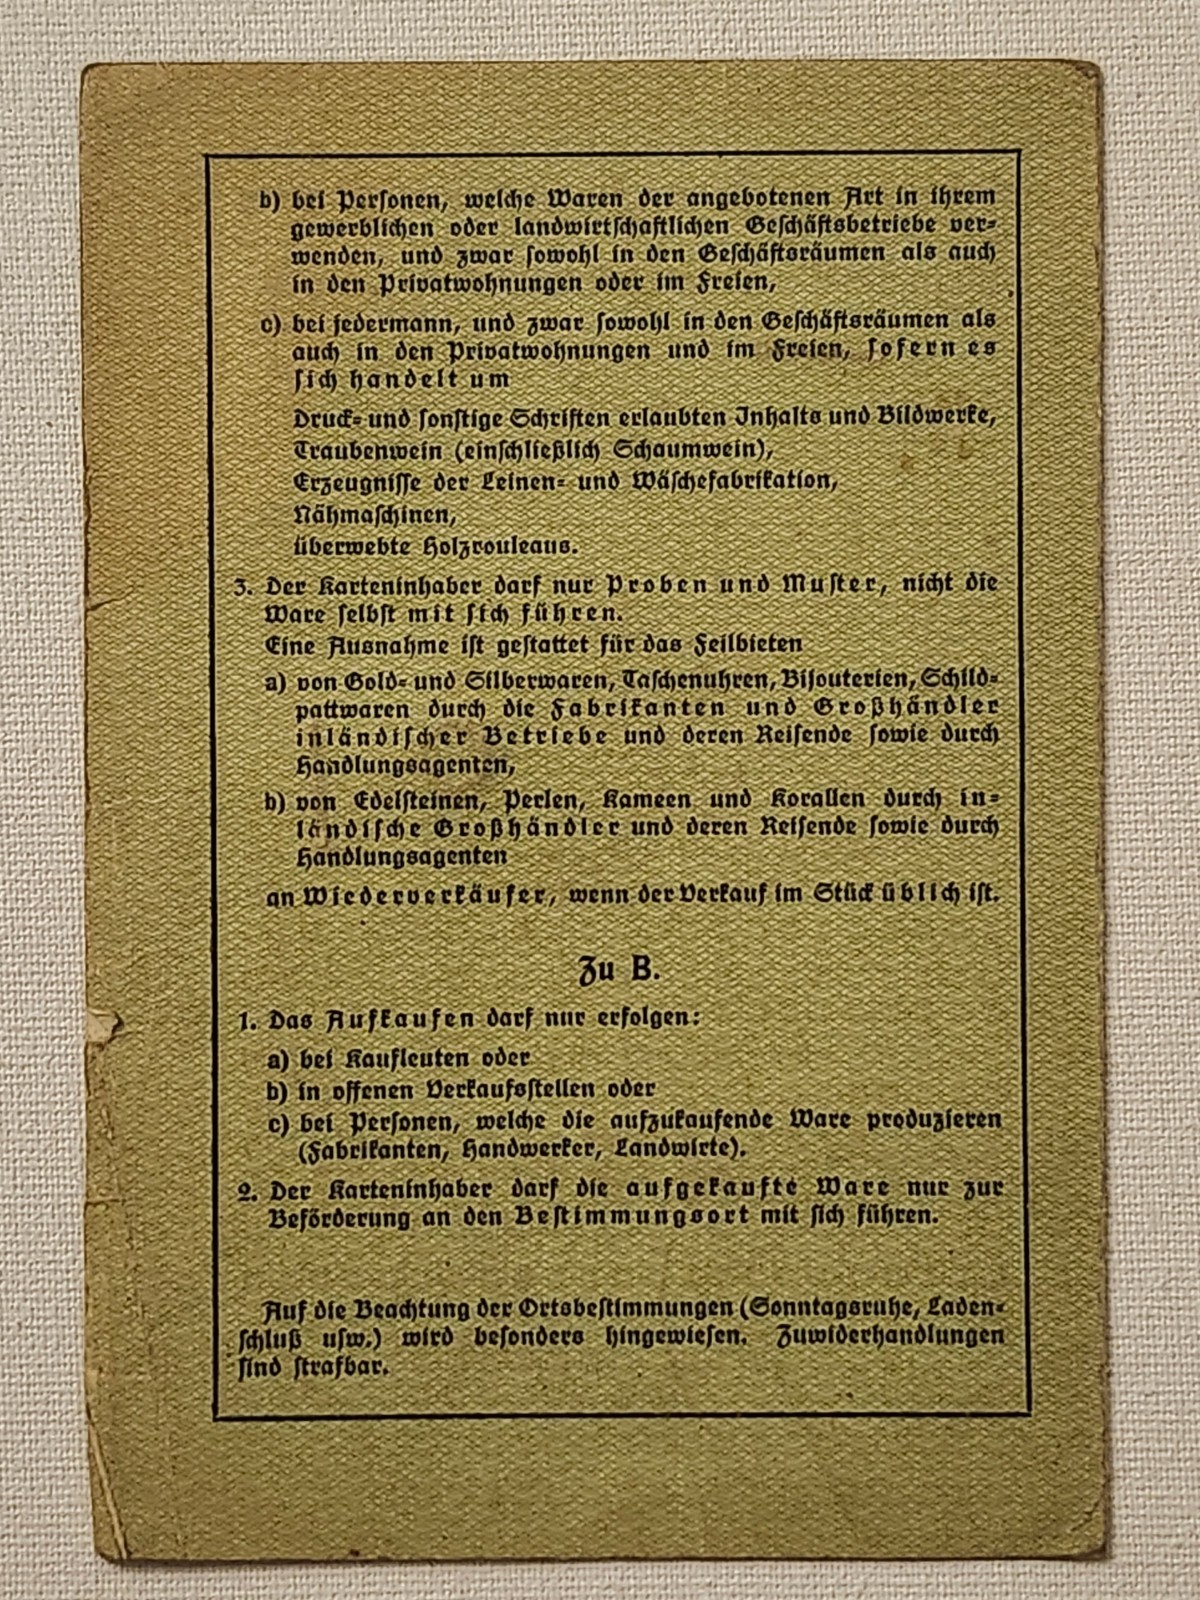 b) bei Personen, welche Waren der angebotenen Art in ihrem
gewerblichen oder landwirtschaftlichen Geschäftsbetriebe ver-
wenden, und zwar sowohl in den Geschäftsräumen als auch
in den Privatwohnungen oder im Freien,
c) bei jedermann, und zwar sowohl in den Geschäftsräumen als
auch in den Privatwohnungen und im Freien, sofern es
sich handelt um
Druck- und sonstige Schriften erlaubten Inhalts und Bildwerke,
Traubenwein (einschließlich Schaumwein),
Erzeugnisse der Leinen- und Wäschefabrikation,
Nähmaschinen,
überwebte Holzrouleaus.
3. Der Karteninhaber darf nur Proben und Muster, nicht die
Ware selbst mit sich führen.
Eine Ausnahme ist gestattet für das Feilbieten
a) von Gold- und Silberwaren, Taschenuhren, Bijouterien, Schild-
pattwaren durch die Fabrikanten und Großhändler
inländischer Betriebe und deren Reisende sowie durch
Handlungsagenten,
b) von Edelsteinen, Perlen, Kameen und Korallen durch in-
ländische Großhändler und deren Reisende sowie durch
Handlungsagenten
an Wiederverkäufer, wenn der Verkauf im Stück üblich ist.
Zu B.
1. Das Aufkaufen darf nur erfolgen:
a) bei Kaufleuten oder
b) in offenen Verkaufsstellen oder
c) bei Personen, welche die aufzukaufende Ware produzieren
(Fabrikanten, Handwerker, Landwirte).
2. Der Karteninhaber darf die aufgekaufte Ware nur zur
Beförderung an den Bestimmungsort mit sich führen.
Auf die Beachtung der Ortsbestimmungen (Sonntagsruhe, Laden-
schluß usw.) wird besonders hingewiesen. Zuwiderhandlungen
sind strafbar.